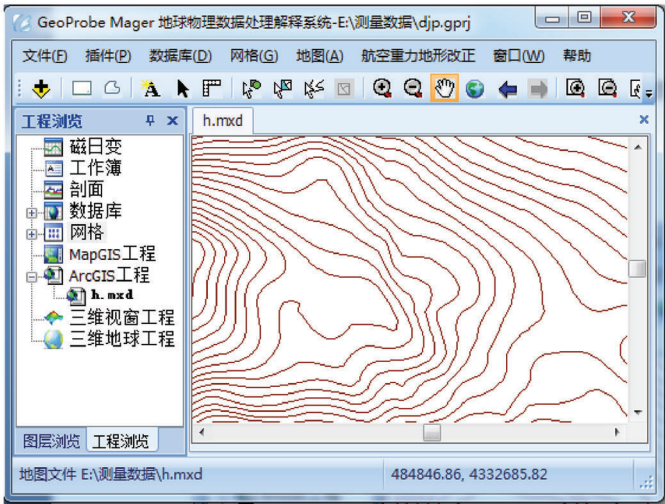 GeoProbe Mager 地球物理数据处理解释系统-E:\测量数据\djp.gprj
文件(F) 插件(P) 数据库(D) 网格(G) 地图(A) 航空重力地形改正 窗口(W) 帮助
工程浏览
h.mxd
磁日变
工作簿
剖面
数据库
网格
MapGIS工程
ArcGIS工程
h.mxd
三维视窗工程
三维地球工程
图层浏览 工程浏览
地图文件 E:\测量数据\h.mxd 484846.86, 4332685.82